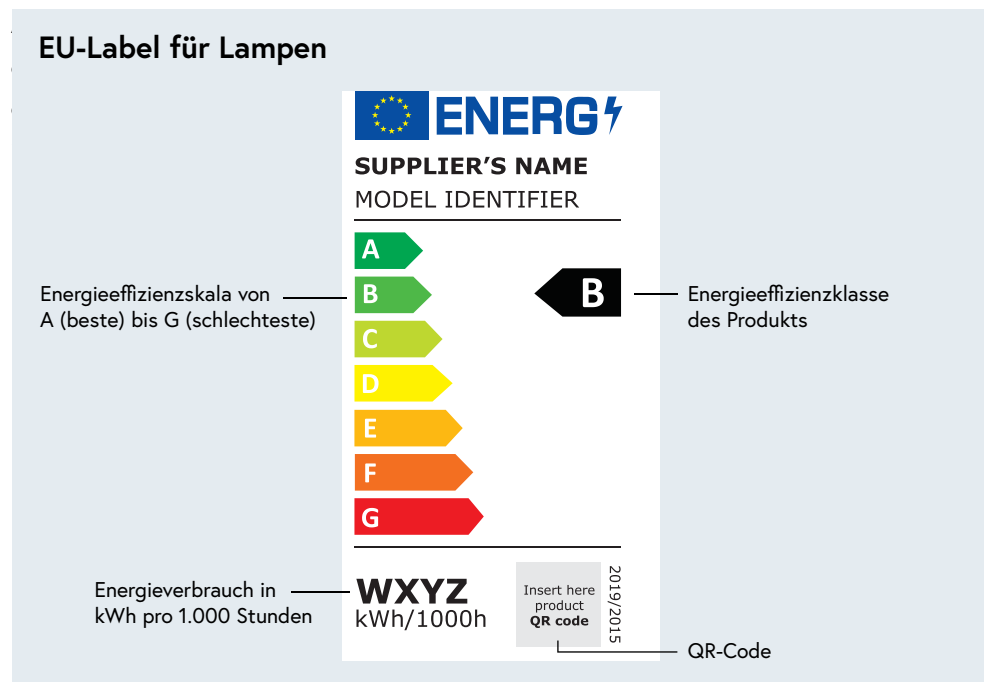 EU-Label für Lampen
ENERG
SUPPLIER'S NAME
MODEL IDENTIFIER
A
B
C
D
E
F
G
B
Energieeffizienzskala von
A (beste) bis G (schlechteste)
Energieeffizienzklasse
des Produkts
Energieverbrauch in
kWh pro 1.000 Stunden
WXYZ
kWh/1000h
Insert here
product
QR code
2019/2015
QR-Code